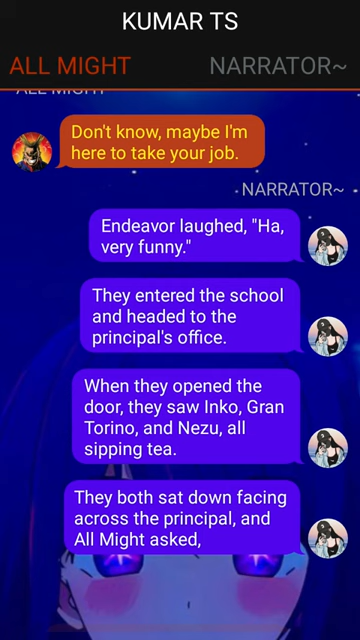 KUMAR TS
ALL MIGHT
NARRATOR~
ALL MIGHT
Don't know, maybe I'm
here to take your job.
NARRATOR~
Endeavor laughed, "Ha,
very funny."
They entered the school
and headed to the
principal's office.
When they opened the
door, they saw Inko, Gran
Torino, and Nezu, all
sipping tea.
They both sat down facing
across the principal, and
All Might asked,